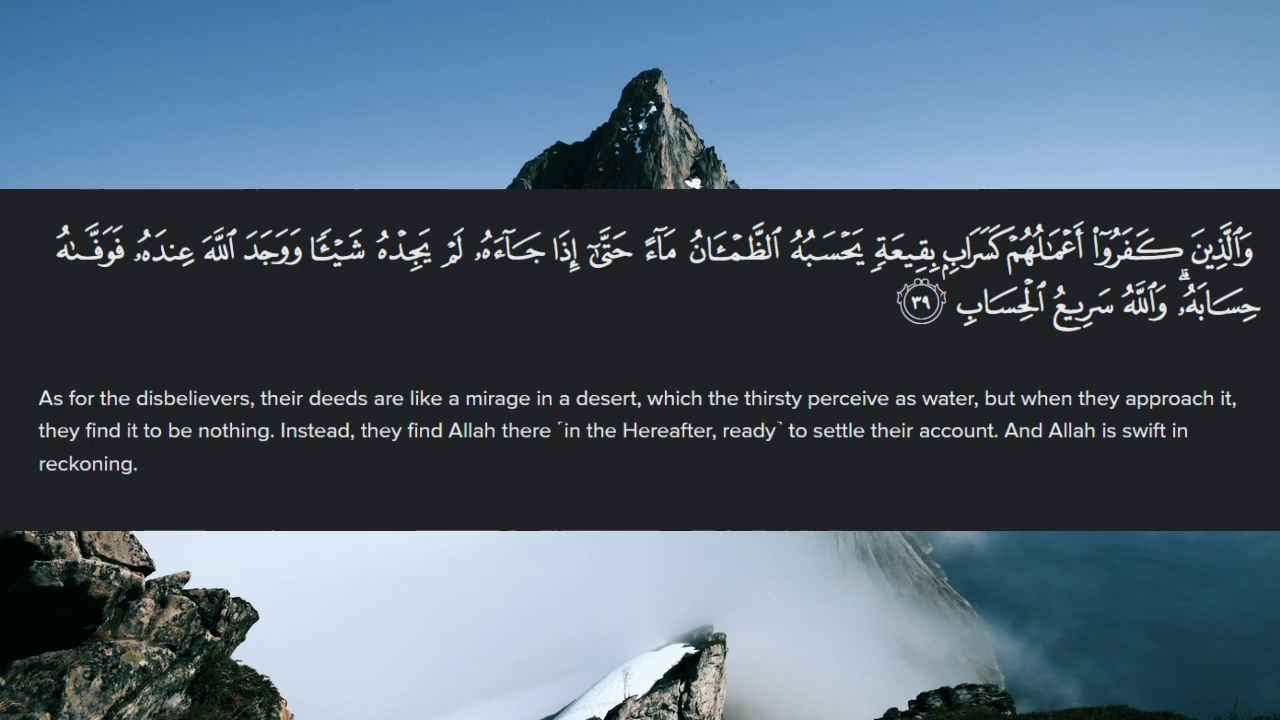 وَٱلَّذِينَ كَفَرُوٓا۟ أَعْمَـٰلُهُمْ كَسَرَابٍۭ بِقِيعَةٍۢ يَحْسَبُهُ ٱلظَّمْـَٔانُ مَآءً حَتَّىٰٓ إِذَا جَآءَهُۥ لَمْ يَجِدْهُ شَيْـًۭٔا وَوَجَدَ ٱللَّهَ عِندَهُۥ فَوَفَّىٰهُ
حِسَابَهُۥ ۗ وَٱللَّهُ سَرِيعُ ٱلْحِسَابِ ٣٩
As for the disbelievers, their deeds are like a mirage in a desert, which the thirsty perceive as water, but when they approach it,
they find it to be nothing. Instead, they find Allah there ˹in the Hereafter, ready˺ to settle their account. And Allah is swift in
reckoning.